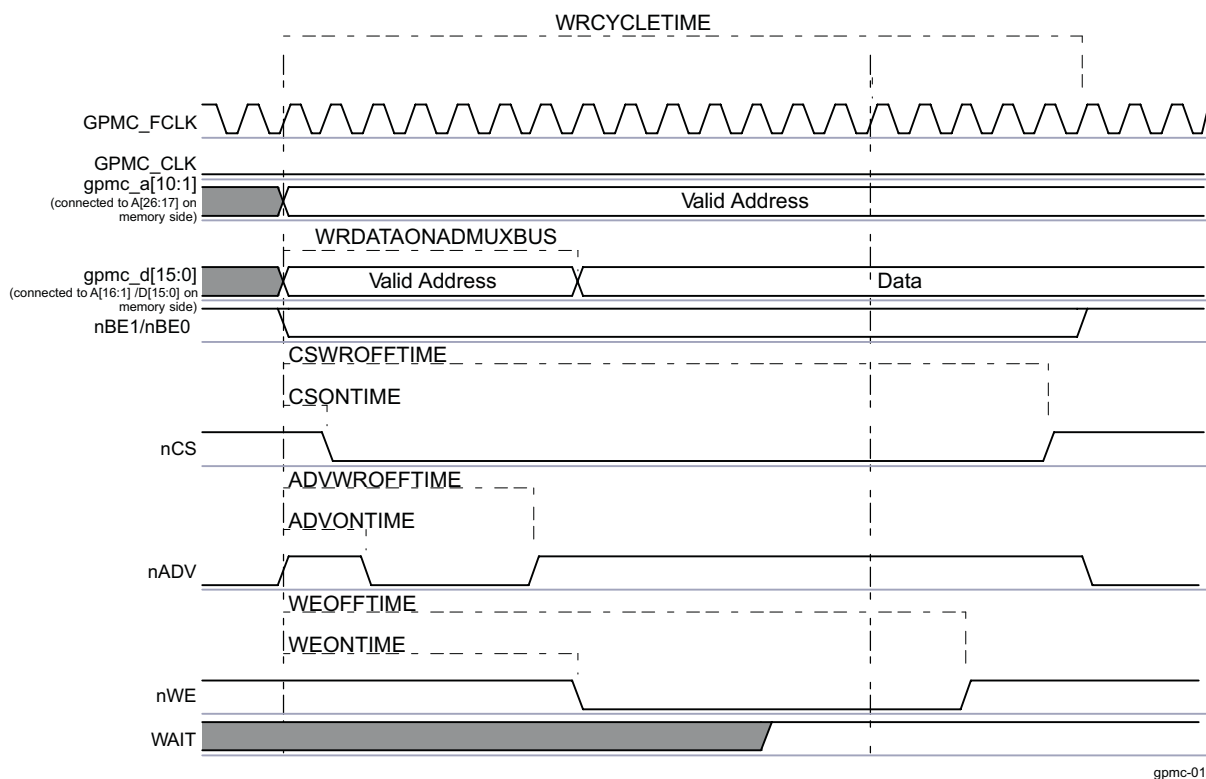 WRCYCLETIME
GPMC_FCLK
GPMC_CLK
gpmc_a[10:1]
(connected to A[26:17] on
memory side)
Valid Address
WRDATAONADMUXBUS
gpmc_d[15:0]
(connected to A[16:1] /D[15:0] on
memory side)
Valid Address
Data
nBE1/nBE0
CSWROFFTIME
CSONTIME
nCS
ADVWROFFTIME
ADVONTIME
nADV
WEOFFTIME
WEONTIME
nWE
WAIT
gpmc-01